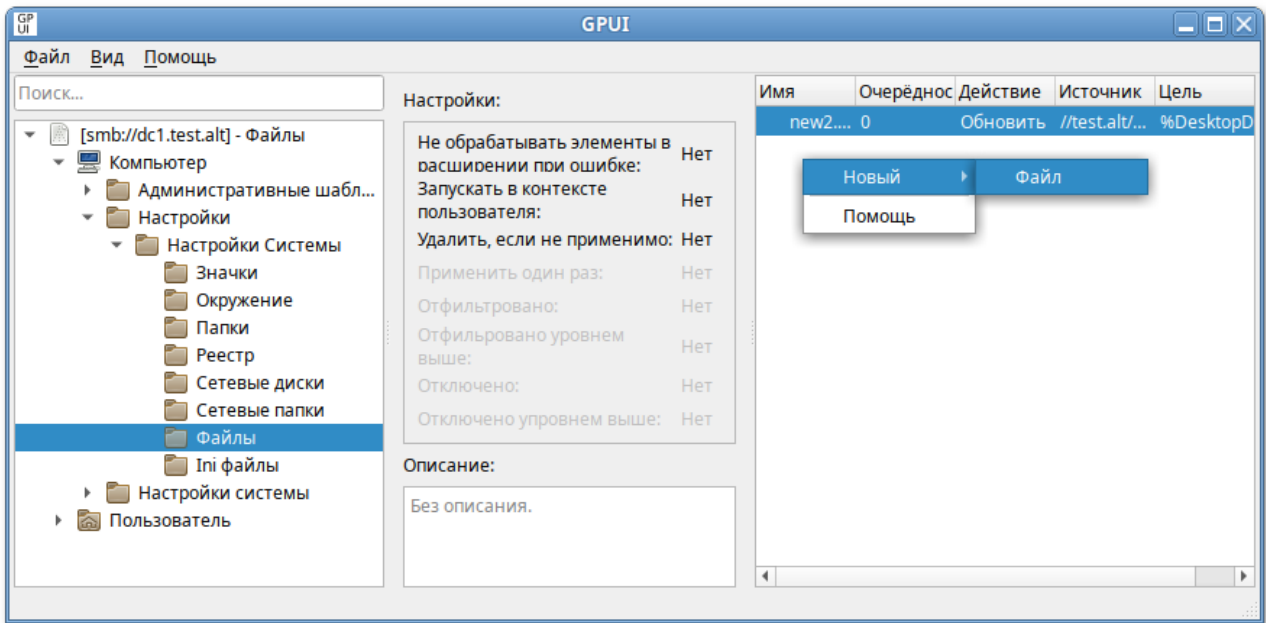 GPUI
GPUI
Файл Вид Помощь
Поиск...
[smb://dc1.test.alt] - Файлы
Компьютер
Административные шабл...
Настройки
Настройки Системы
Значки
Окружение
Папки
Реестр
Сетевые диски
Сетевые папки
Файлы
Ini файлы
Настройки системы
Пользователь
Настройки:
Не обрабатывать элементы в
расширении при ошибке: Нет
Запускать в контексте
пользователя: Нет
Удалить, если не применимо: Нет
Применить один раз: Нет
Отфильтровано: Нет
Отфильровано уровнем
выше: Нет
Отключено: Нет
Отключено упровнем выше: Нет
Описание:
Без описания.
Имя Очерёднос Действие Источник Цель
new2.... 0 Обновить //test.alt/... %DesktopD
Новый Файл
Помощь